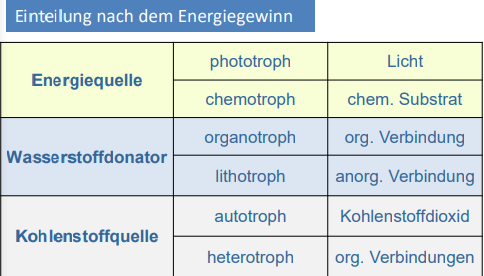 Einteilung nach dem Energiegewinn
Energiequelle phototroph Licht
chemotroph chem. Substrat
Wasserstoffdonator organotroph org. Verbindung
lithotroph anorg. Verbindung
Kohlenstoffquelle autotroph Kohlenstoffdioxid
heterotroph org. Verbindungen